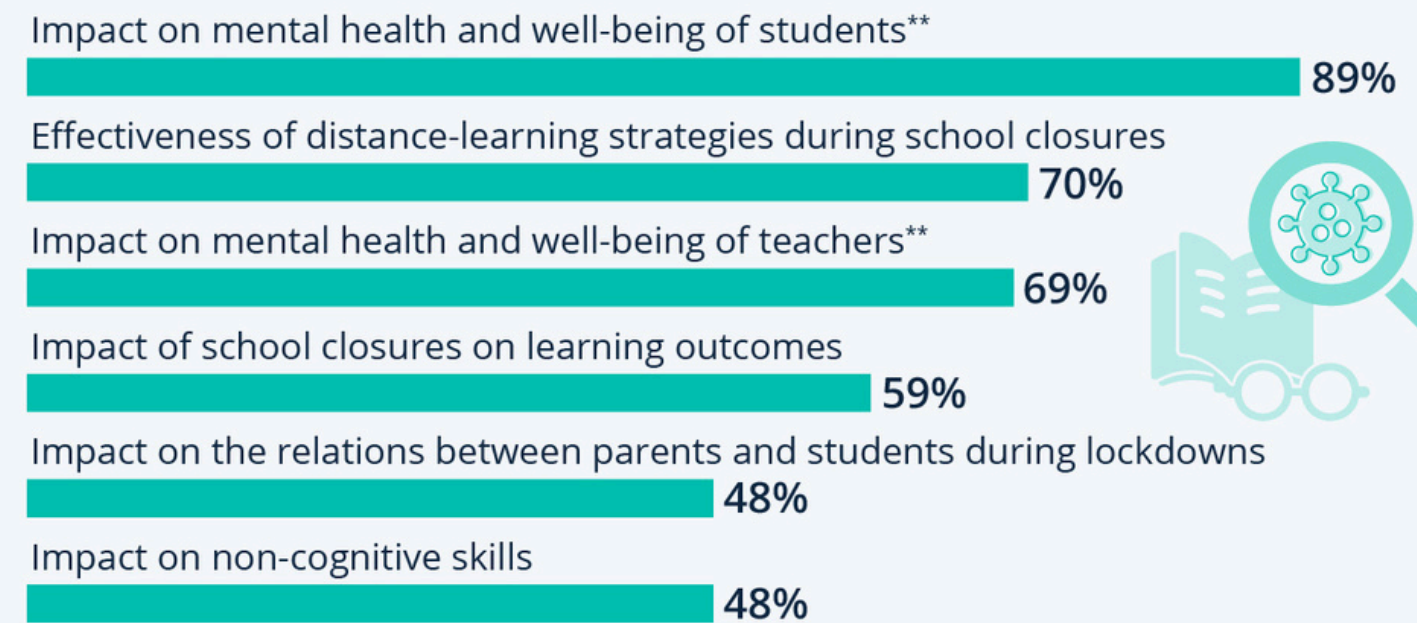 Impact on mental health and well-being of students**
89%
Effectiveness of distance-learning strategies during school closures
70%
Impact on mental health and well-being of teachers**
69%
Impact of school closures on learning outcomes
59%
Impact on the relations between parents and students during lockdowns
48%
Impact on non-cognitive skills
48%